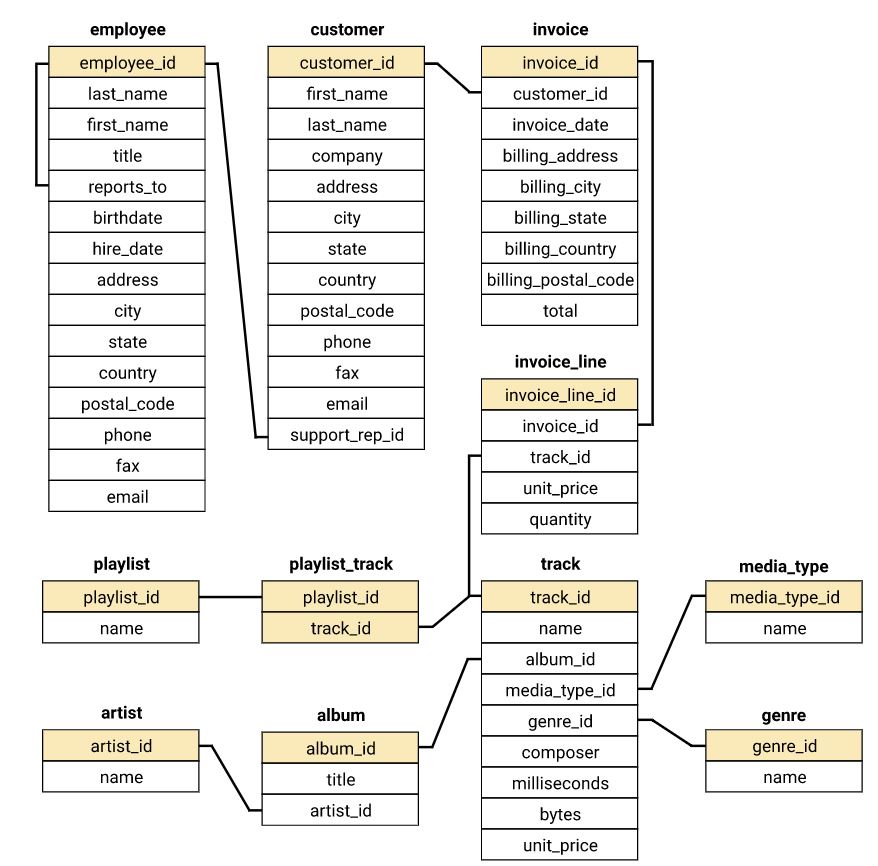 employee
employee_id
last_name
first_name
title
reports_to
birthdate
hire_date
address
city
state
country
postal_code
phone
fax
email
customer
customer_id
first_name
last_name
company
address
city
state
country
postal_code
phone
fax
email
support_rep_id
invoice
invoice_id
customer_id
invoice_date
billing_address
billing_city
billing_state
billing_country
billing_postal_code
total
invoice_line
invoice_line_id
invoice_id
track_id
unit_price
quantity
playlist
playlist_id
name
playlist_track
playlist_id
track_id
track
track_id
name
album_id
media_type_id
genre_id
composer
milliseconds
bytes
unit_price
media_type
media_type_id
name
artist
artist_id
name
album
album_id
title
artist_id
genre
genre_id
name